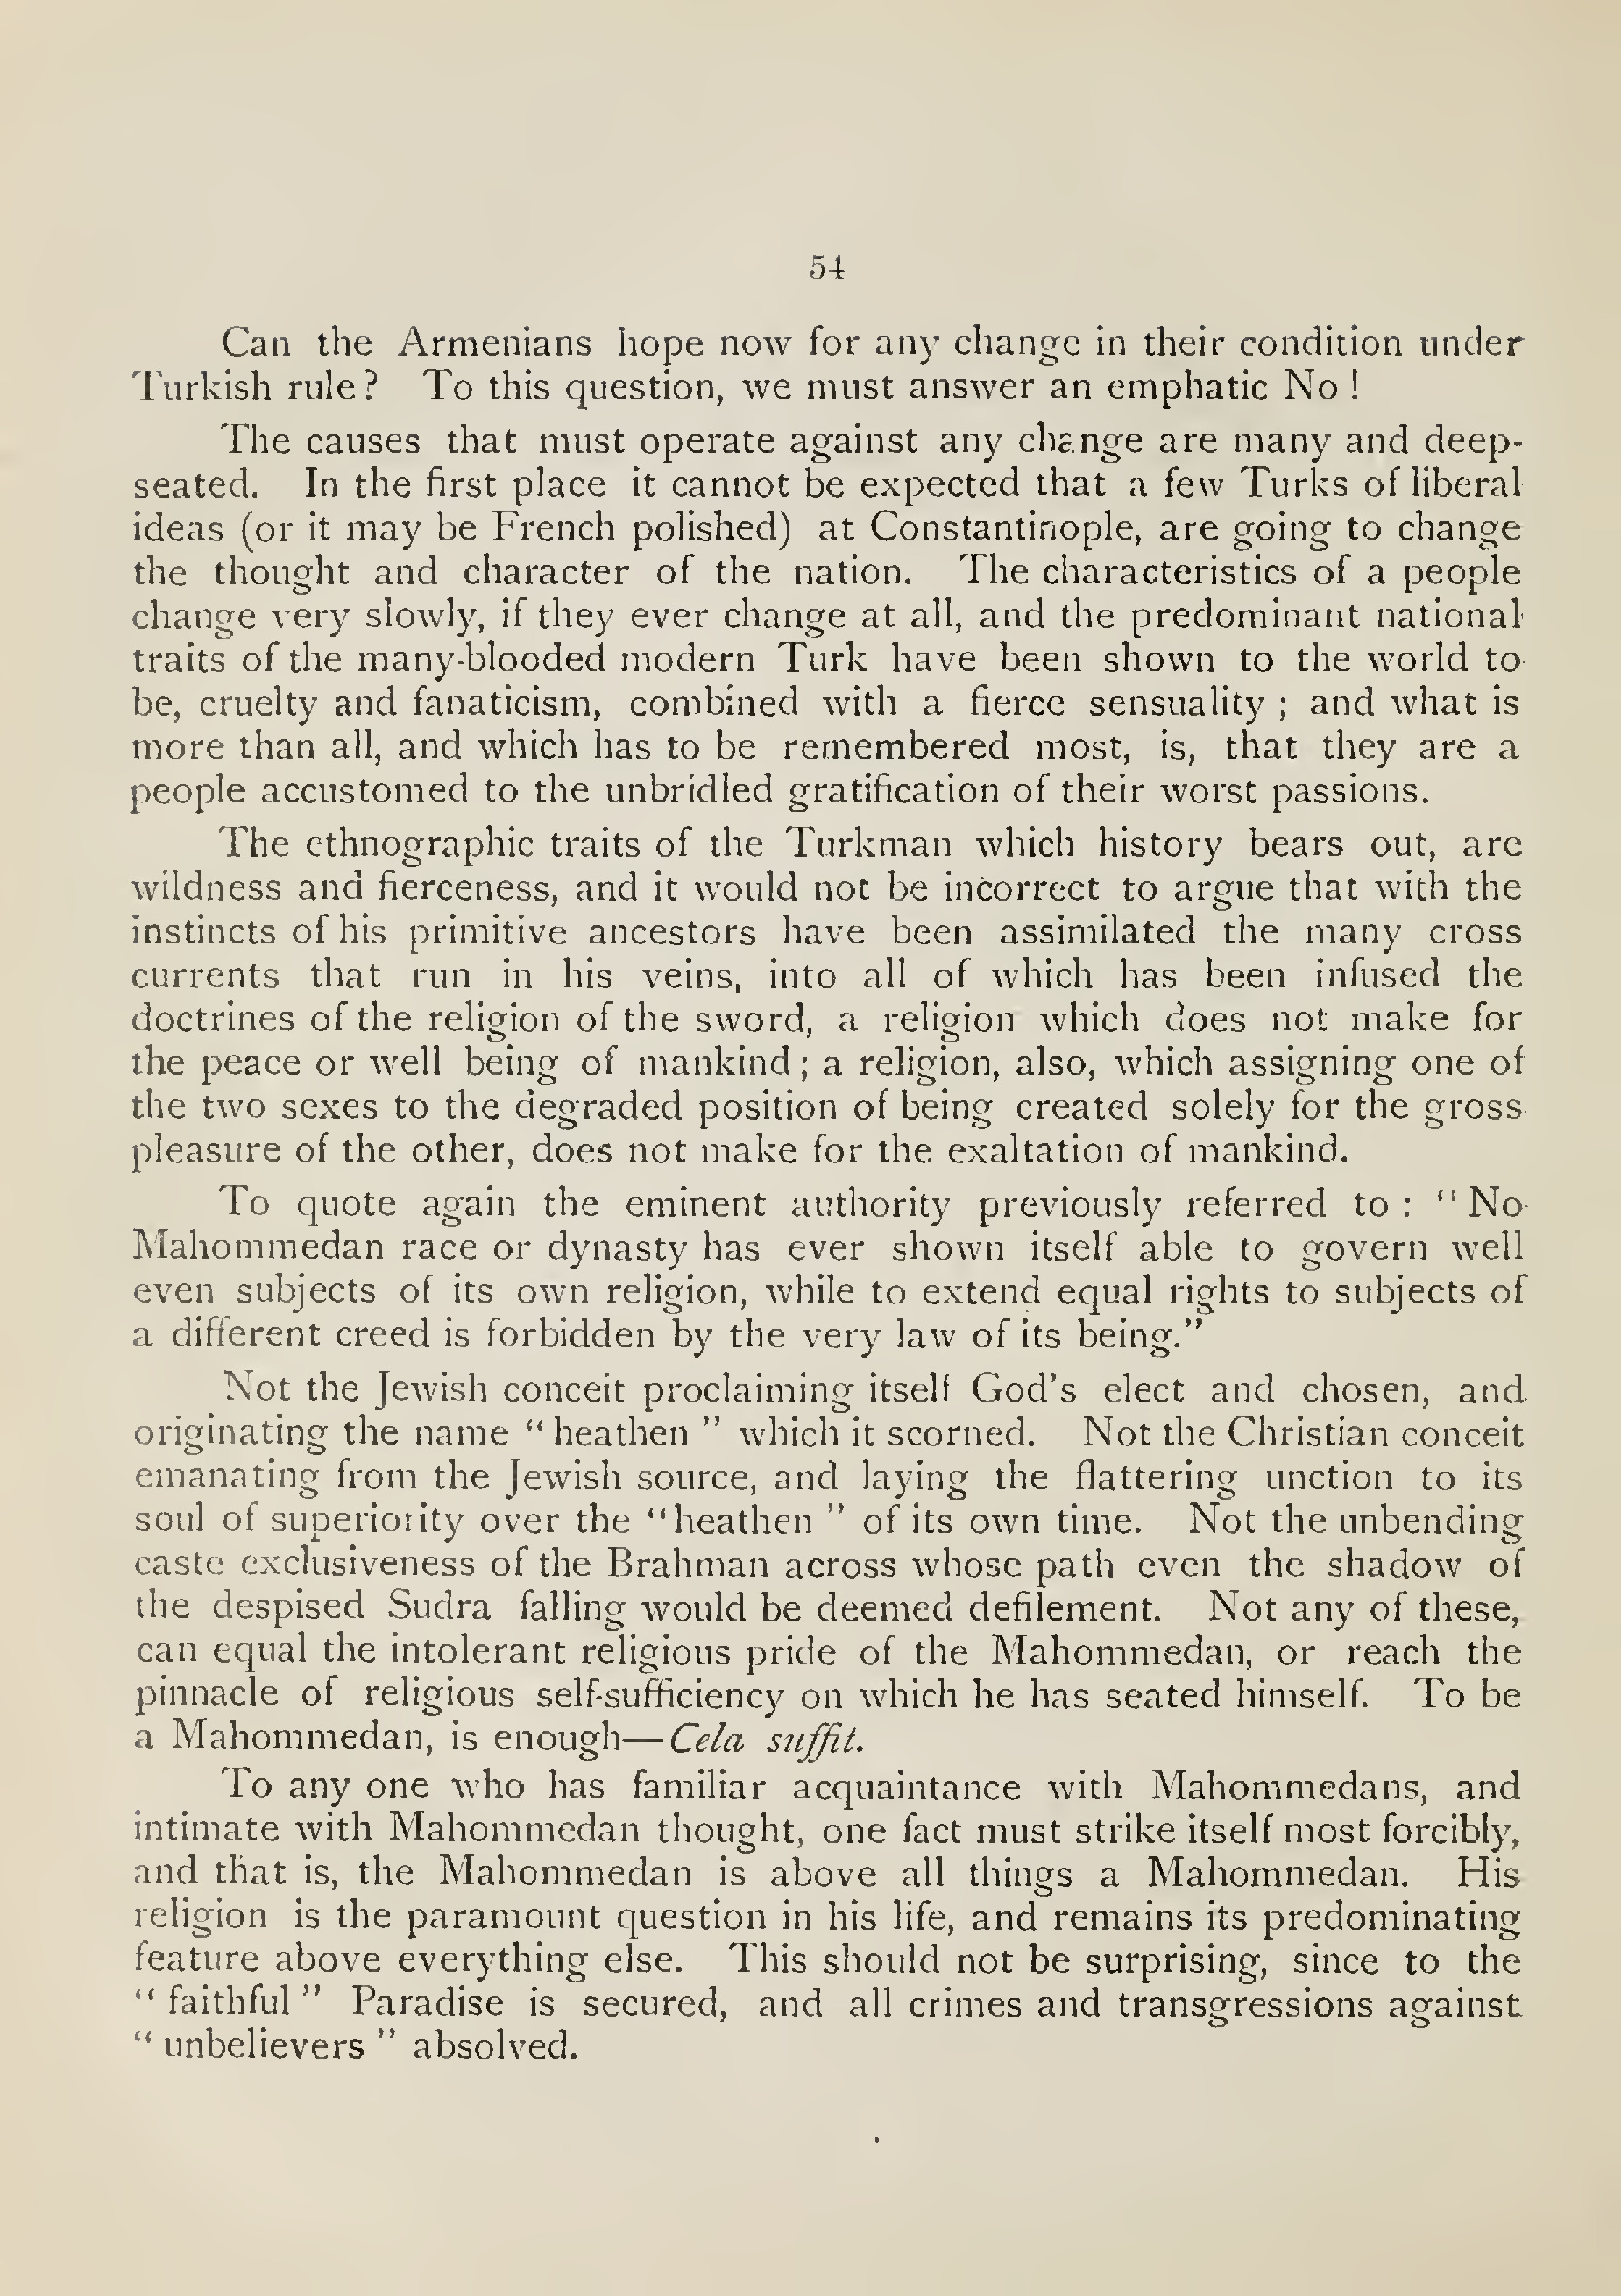 54
Can the Armenians hope now for any change in their condition under
Turkish rule? To this question, we must answer an emphatic No !
The causes that must operate against any change are many and deep-
seated. In the first place it cannot be expected that a few Turks of liberal
ideas (or it may be French polished) at Constantinople, are going to change
the thought and character of the nation. The characteristics of a people
change very slowly, if they ever change at all, and the predominant national
traits of the many-blooded modern Turk have been shown to the world to
be, cruelty and fanaticism, combined with a fierce sensuality ; and what is
more than all, and which has to be remembered most, is, that they are a
people accustomed to the unbridled gratification of their worst passions.
The ethnographic traits of the Turkman which history bears out, are
wildness and fierceness, and it would not be incorrect to argue that with the
instincts of his primitive ancestors have been assimilated the many cross
currents that run in his veins, into all of which has been infused the
doctrines of the religion of the sword, a religion which does not make for
the peace or well being of mankind ; a religion, also, which assigning one of
the two sexes to the degraded position of being created solely for the gross
pleasure of the other, does not make for the exaltation of mankind.
To quote again the eminent authority previously referred to : " No
Mahommedan race or dynasty has ever shown itself able to govern well
even subjects of its own religion, while to extend equal rights to subjects of
a different creed is forbidden by the very law of its being."
Not the Jewish conceit proclaiming itself God's elect and chosen, and
originating the name " heathen " which it scorned. Not the Christian conceit
emanating from the Jewish source, and laying the flattering unction to its
soul of superiority over the "heathen " of its own time. Not the unbending
caste exclusiveness of the Brahman across whose path even the shadow of
the despised Sudra falling would be deemed defilement. Not any of these,
can equal the intolerant religious pride of the Mahommedan, or reach the
pinnacle of religious self-sufficiency on which he has seated himself. To be
a Mahommedan, is enough—Cela suffit.
To any one who has familiar acquaintance with Mahommedans, and
intimate with Mahommedan thought, one fact must strike itself most forcibly,
and that is, the Mahommedan is above all things a Mahommedan. His
religion is the paramount question in his life, and remains its predominating
feature above everything else. This should not be surprising, since to the
" faithful " Paradise is secured, and all crimes and transgressions against
" unbelievers " absolved.